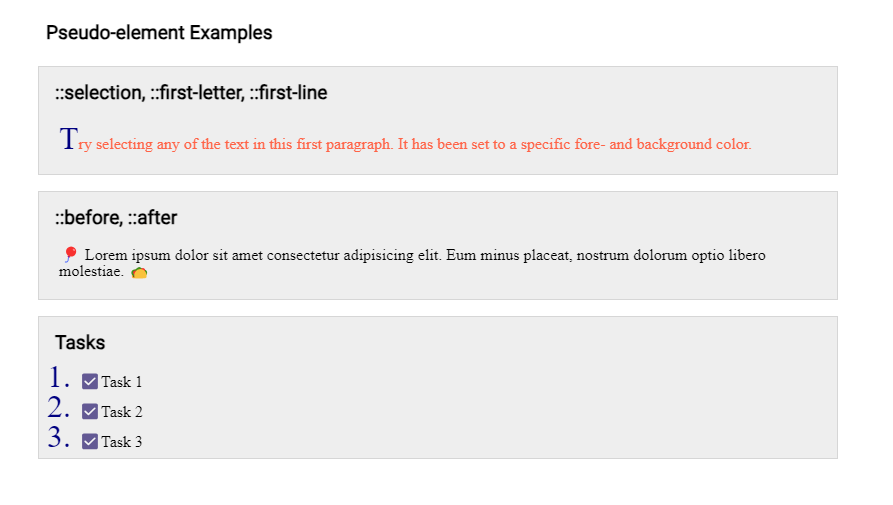 Pseudo-element Examples
::selection, ::first-letter, ::first-line
Try selecting any of the text in this first paragraph. It has been set to a specific fore- and background color.
::before, ::after
🎈 Lorem ipsum dolor sit amet consectetur adipisicing elit. Eum minus placeat, nostrum dolorum optio libero
molestiae. 🌮
Tasks
1. ☑ Task 1
2. ☑ Task 2
3. ☑ Task 3